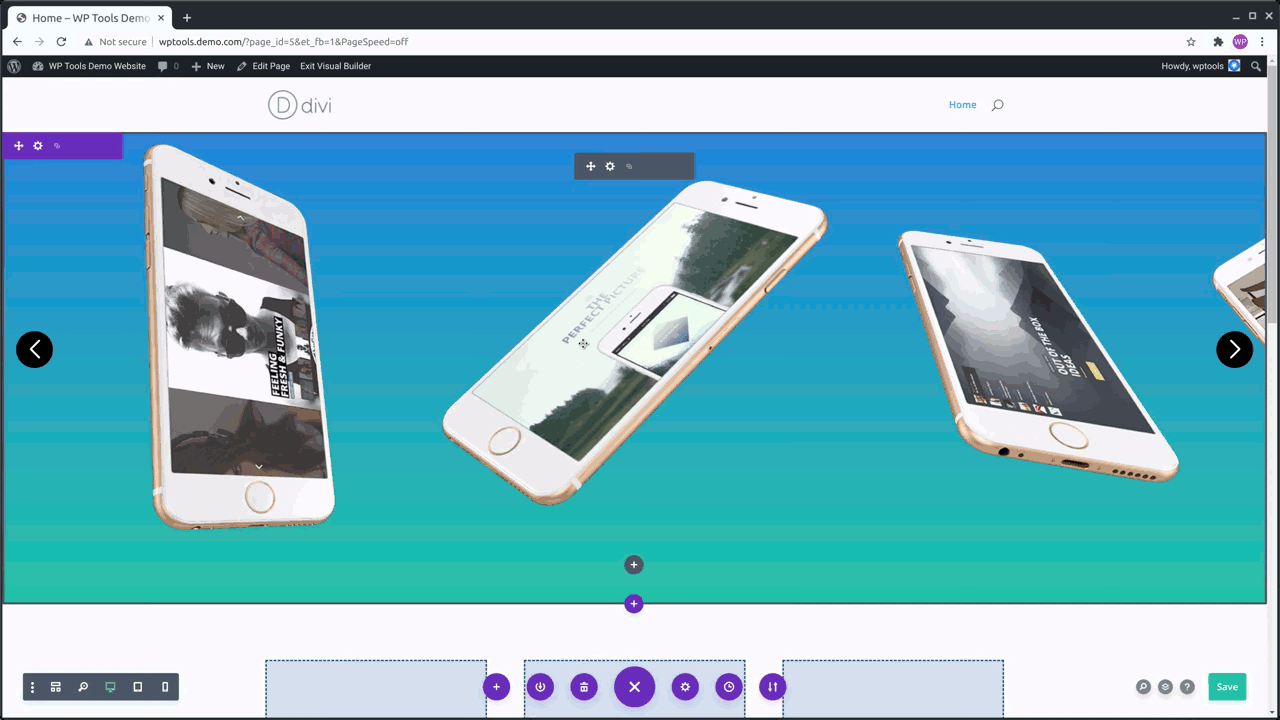 Home – WP Tools Demo
Not secure
wptools.demo.com/?page_id=5&et_fb=1&PageSpeed=off
WP
WP Tools Demo Website
0
New
Edit Page
Exit Visual Builder
Howdy, wptools
D divi
Home
FEELING
FRESH & FUNKY
THE
PERFECT PICTURE
OUT OF THE BOX
IDEAS
Save